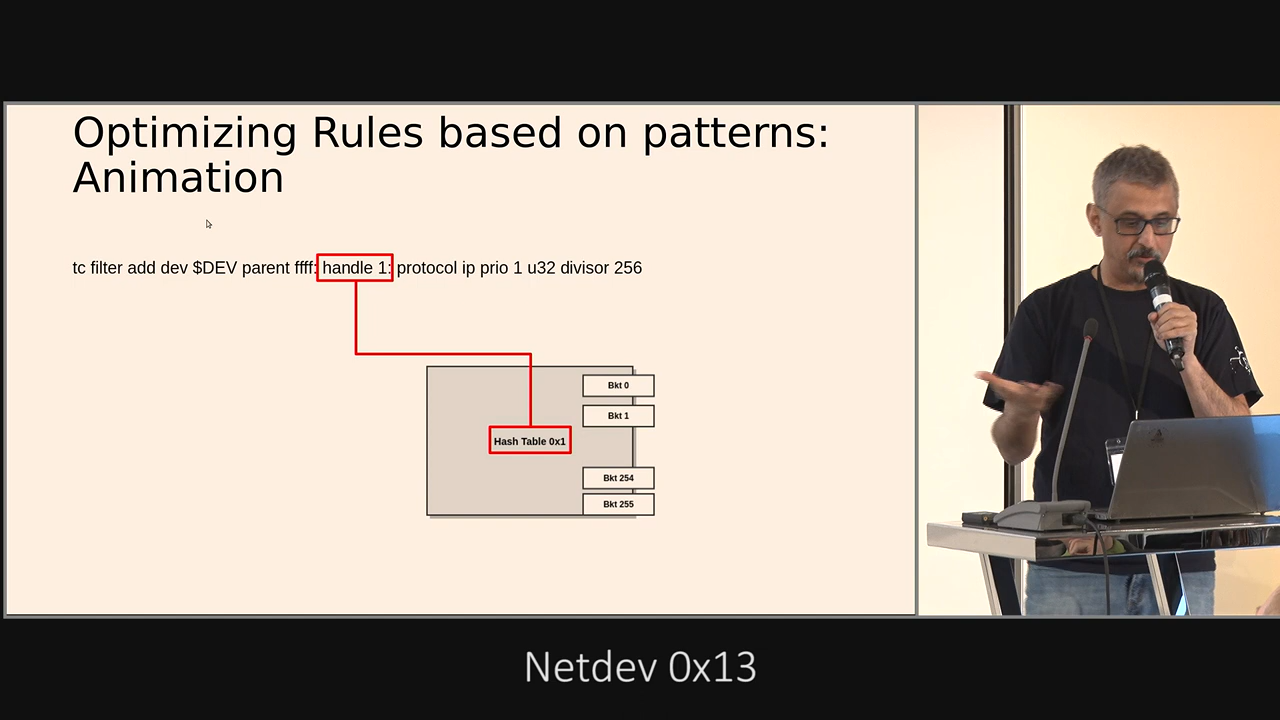 Optimizing Rules based on patterns:
Animation
tc filter add dev $DEV parent ffff: handle 1: protocol ip prio 1 u32 divisor 256
Bkt 0
Bkt 1
Hash Table 0x1
Bkt 254
Bkt 255
Netdev 0x13